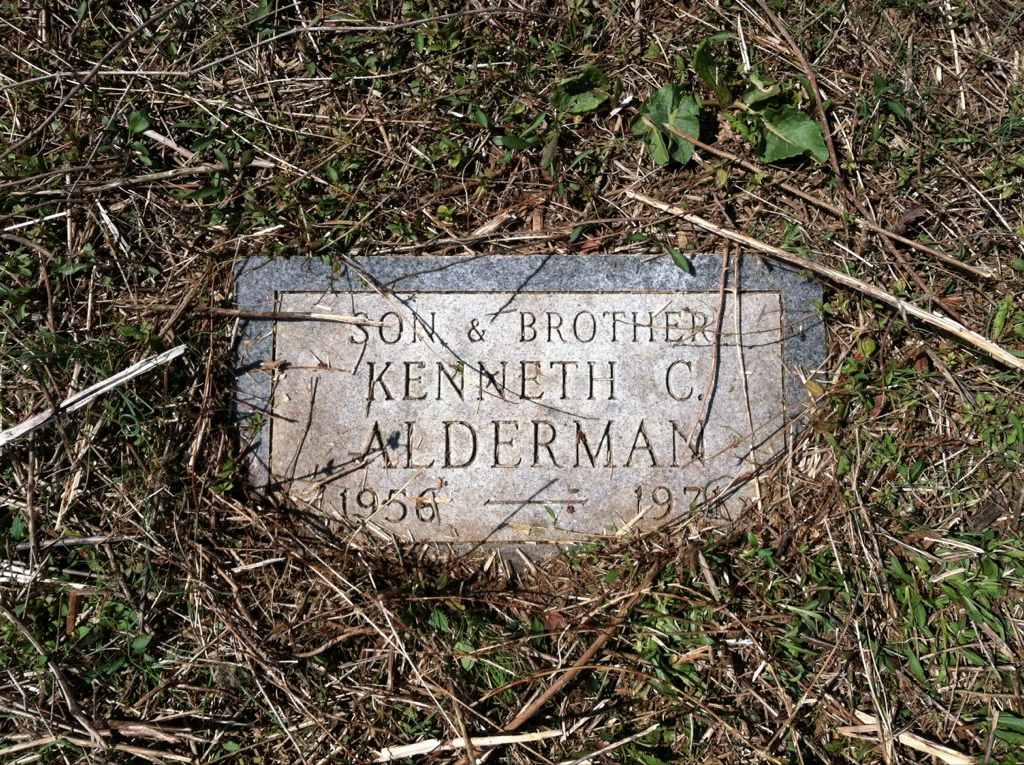 SON & BROTHER
KENNETH C.
ALDERMAN
1956